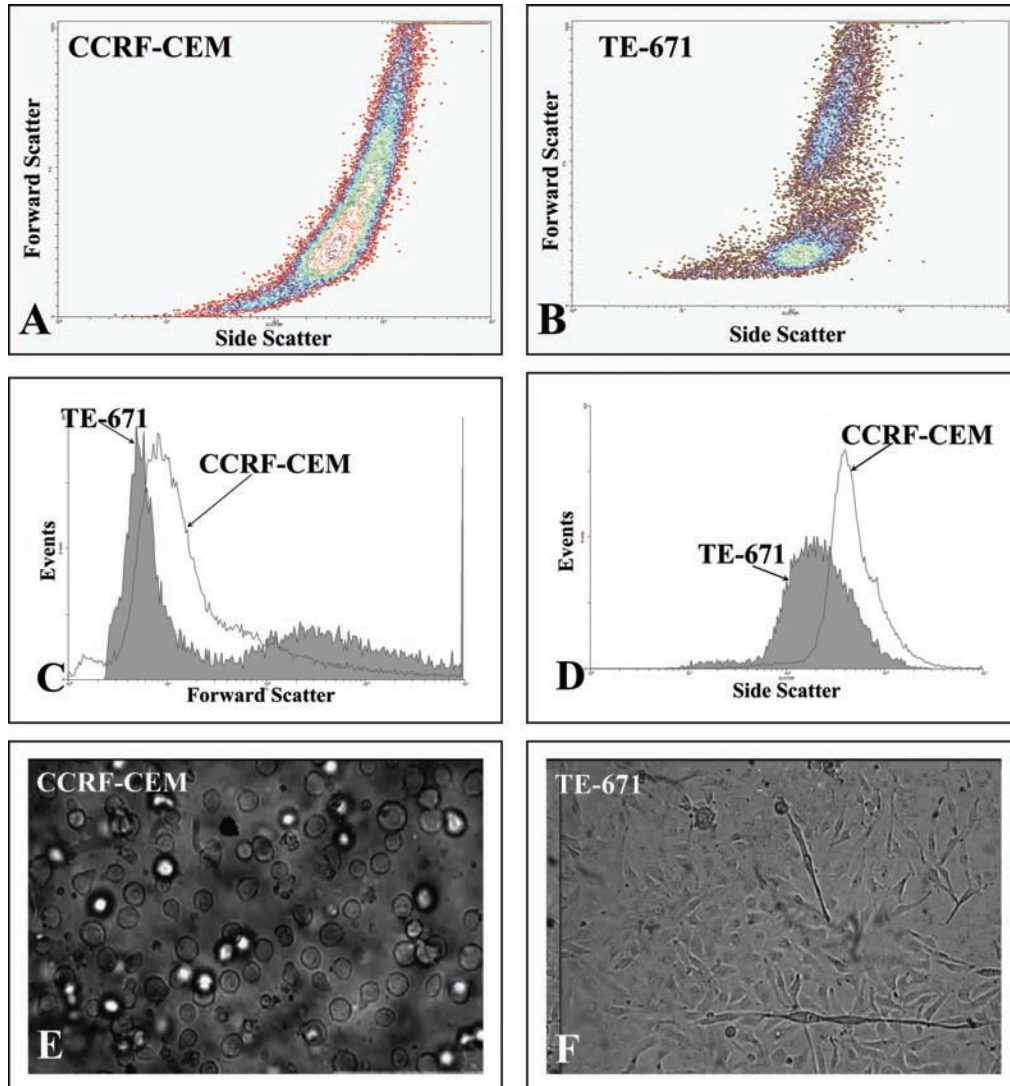 CCRF-CEM
Forward Scatter
A
Side Scatter
TE-671
Forward Scatter
B
Side Scatter
TE-671
CCRF-CEM
Events
C
Forward Scatter
CCRF-CEM
TE-671
Events
D
Side Scatter
CCRF-CEM
E
TE-671
F